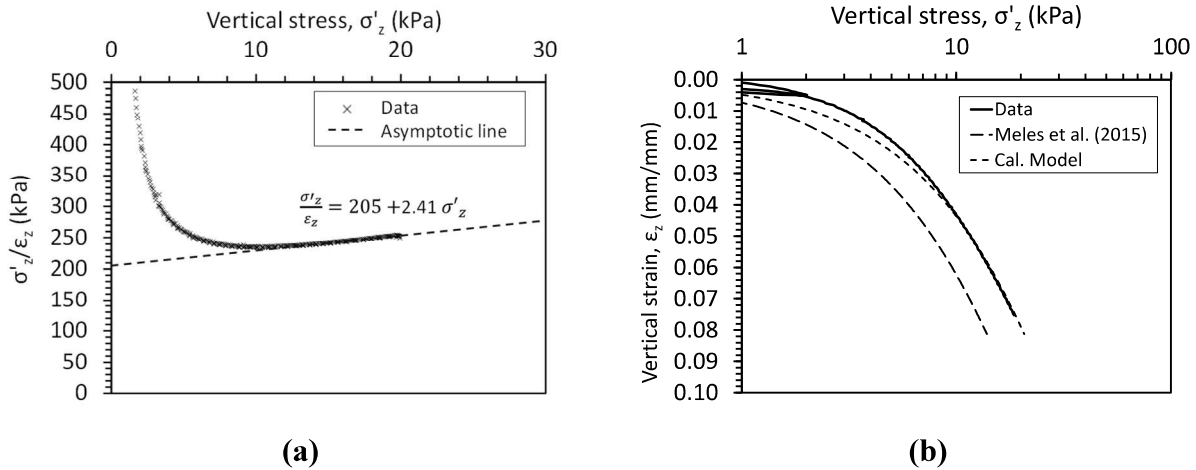 Vertical stress, σ'z (kPa)
0 10 20 30
500
450
400
350
300
250
200
150
100
50
0
σ'z/εz (kPa)
Data
Asymptotic line
σ'z/εz = 205 +2.41 σ'z
(a)
Vertical stress, σ'z (kPa)
1 10 100
0.00
0.01
0.02
0.03
0.04
0.05
0.06
0.07
0.08
0.09
0.10
Vertical strain, εz (mm/mm)
Data
Meles et al. (2015)
Cal. Model
(b)